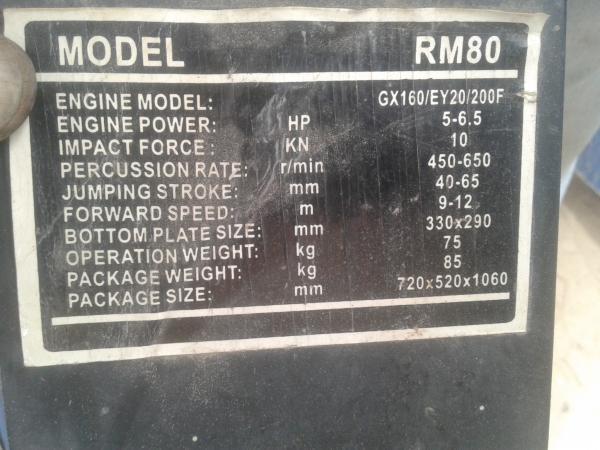 MODEL RM80
ENGINE MODEL: GX160/EY20/200F
ENGINE POWER: HP 5-6.5
IMPACT FORCE: KN 10
PERCUSSION RATE: r/min 450-650
JUMPING STROKE: mm 40-65
FORWARD SPEED: m 9-12
BOTTOM PLATE SIZE: mm 330x290
OPERATION WEIGHT: kg 75
PACKAGE WEIGHT: kg 85
PACKAGE SIZE: mm 720x520x1060